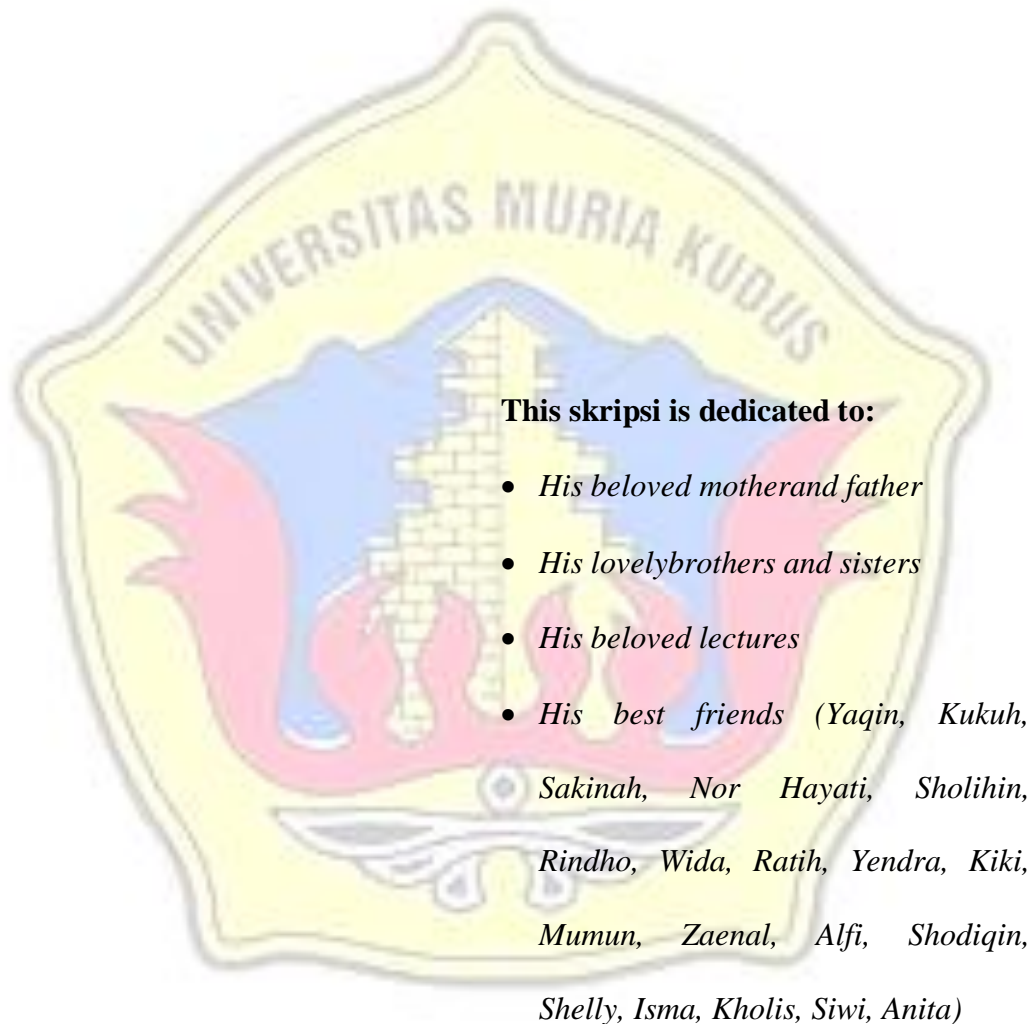 UNIVERSITAS MURIA KUDUS
This skripsi is dedicated to:
• His beloved motherand father
• His lovelybrothers and sisters
• His beloved lectures
• His best friends (Yaqin, Kukuh,
Sakinah, Nor Hayati, Sholihin,
Rindho, Wida, Ratih, Yendra, Kiki,
Mumun, Zaenal, Alfi, Shodiqin,
Shelly, Isma, Kholis, Siwi, Anita)